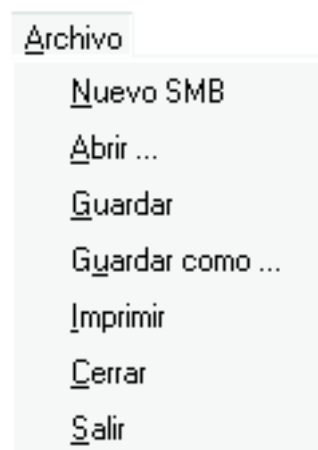 Archivo
Nuevo SMB
Abrir ...
Guardar
Guardar como ...
Imprimir
Cerrar
Salir